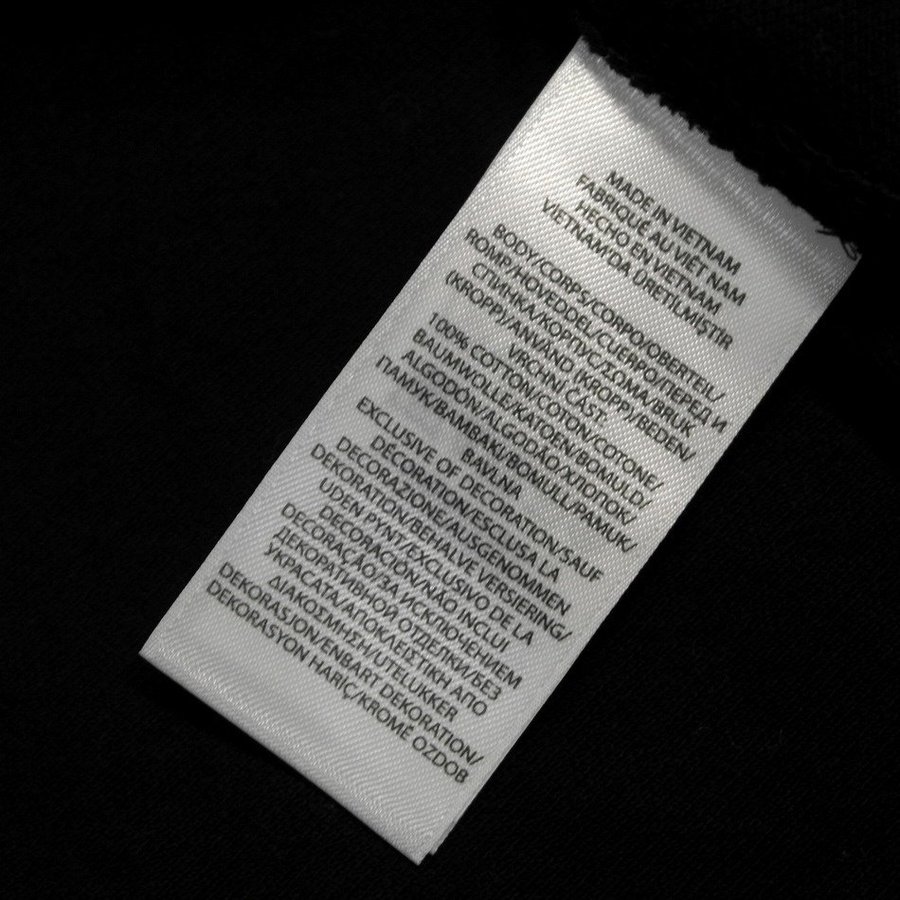 MADE IN VIETNAM
FABRIQUÉ AU VIÊT NAM
HECHO EN VIETNAM
VIETNAM'DA ÜRETILMIŞTIR
BODY/CORPS/CORPO/OBERTEIL/
ROMP/HOVEDDEL/CUERPO/ПЕРЕД И
СПИНКА/КОРПУС/ΣΩΜΑ/BRUK
(KROPP)/ANVÄND (KROPP)/BEDEN/
VRCHNÍ ČÁST
100% COTTON/COTON/COTONE/
BAUMWOLLE/KATOEN/BOMULD/
ALGODÓN/ALGODÃO/ХЛОПОК/
ПАМУК/ΒΑΜΒΑΚΙ/BOMULL/PAMUK/
BAVLNA
EXCLUSIVE OF DECORATION/SAUF
DÉCORATION/ESCLUSA LA
DECORAZIONE/AUSGENOMMEN
DEKORATION/BEHALVE VERSIERING/
UDEN PYNT/EXCLUSIVO DE LA
DECORACIÓN/NÃO INCLUI
DECORAÇÃO/ЗА ИСКЛЮЧЕНИЕМ
ДЕКОРАТИВНОЙ ОТДЕЛКИ/БЕЗ
УКРАСАТА/ΑΠΟΚΛΕΙΣΤΙΚΗ ΑΠΟ
ΔΙΑΚΟΣΜΗΣΗ/UTELUKKER
DEKORASJON/ENBART DEKORATION/
DEKORASYON HARİÇ/KROMĚ OZDOB